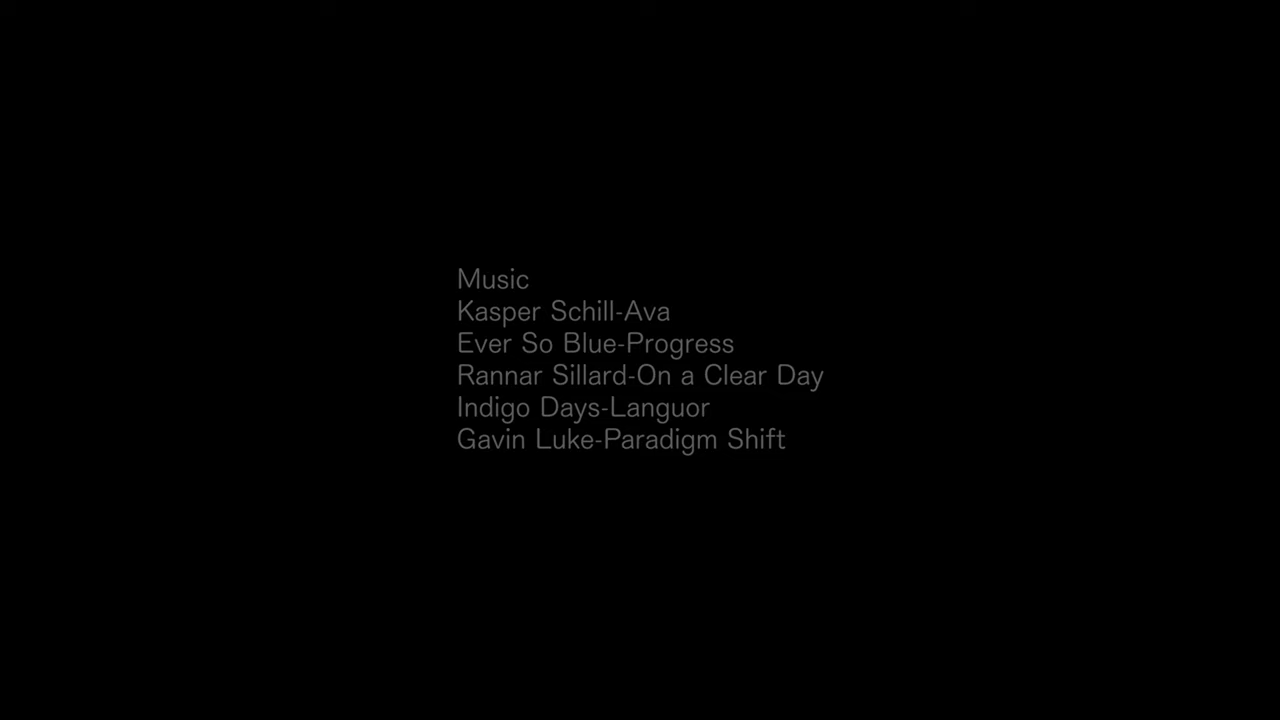 Music
Kasper Schill-Ava
Ever So Blue-Progress
Rannar Sillard-On a Clear Day
Indigo Days-Languor
Gavin Luke-Paradigm Shift